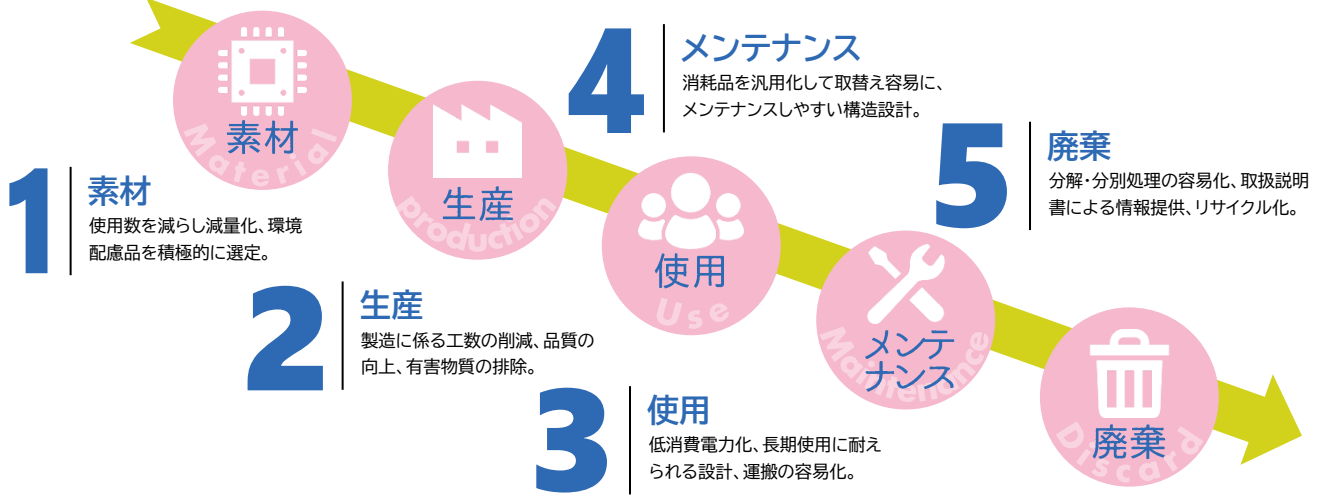 素材
Material
生産
production
使用
Use
メンテ
ナンス
Maintenance
廃棄
Discard
1
素材
使用数を減らし減量化、環境
配慮品を積極的に選定。
2
生産
製造に係る工数の削減、品質の
向上、有害物質の排除。
3
使用
低消費電力化、長期使用に耐え
られる設計、運搬の容易化。
4
メンテナンス
消耗品を汎用化して取替え容易に、
メンテナンスしやすい構造設計。
5
廃棄
分解・分別処理の容易化、取扱説明
書による情報提供、リサイクル化。